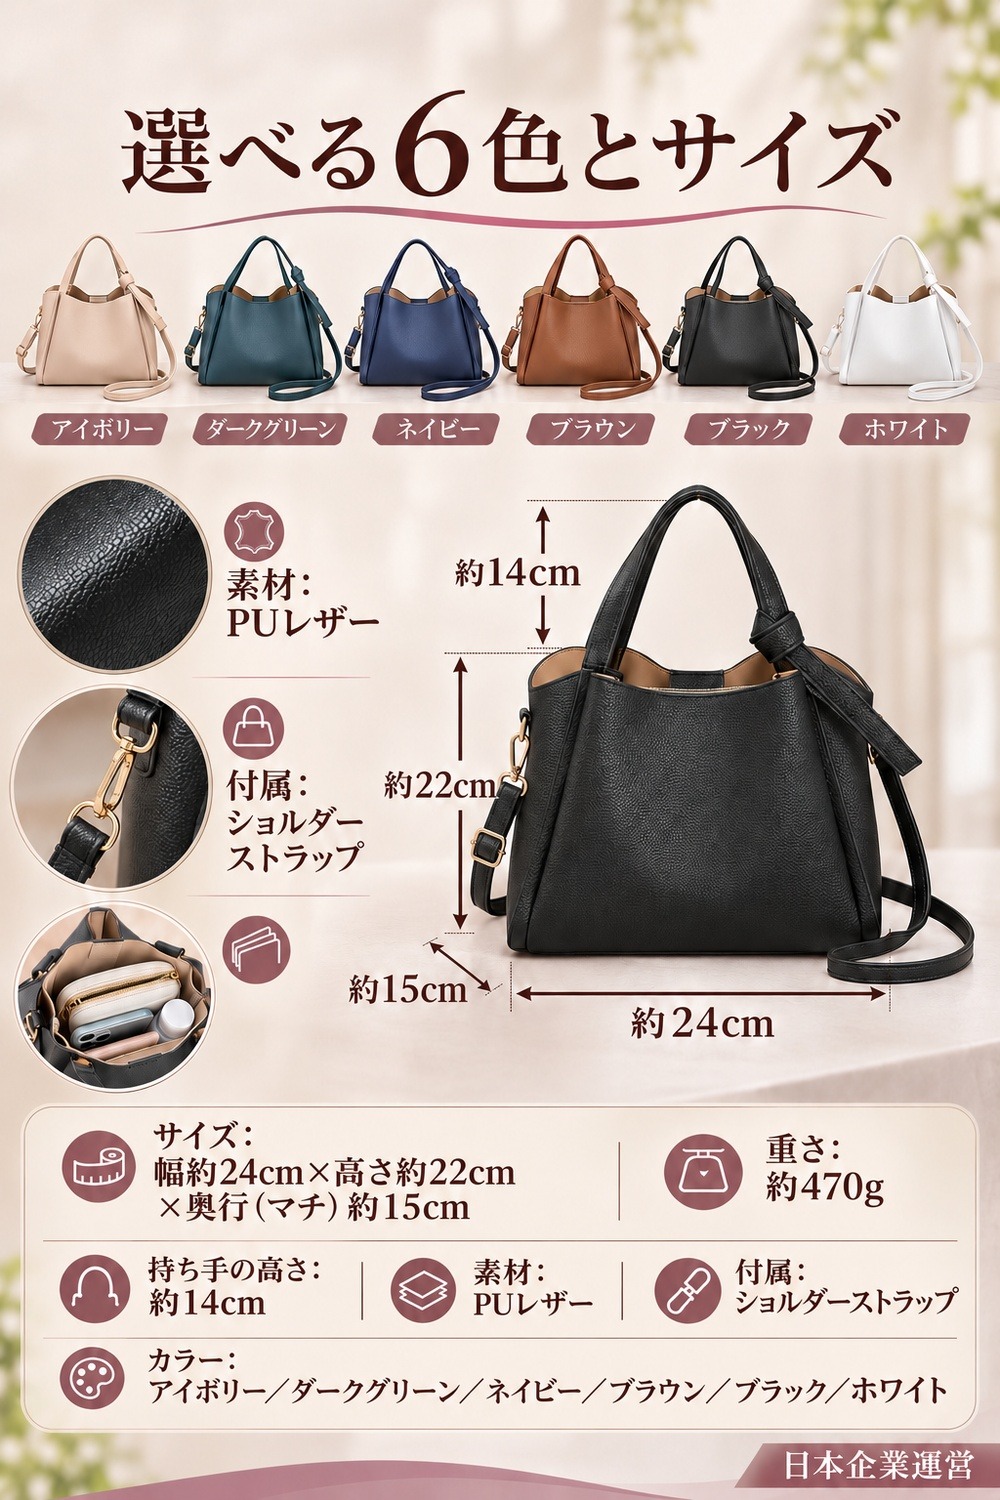 選べる6色とサイズ
アイボリー
ダークグリーン
ネイビー
ブラウン
ブラック
ホワイト
素材：
PUレザー
付属：
ショルダー
ストラップ
約14cm
約22cm
約15cm
約24cm
サイズ：
幅約24cm×高さ約22cm
×奥行（マチ）約15cm
重さ：
約470g
持ち手の高さ：
約14cm
素材：
PUレザー
付属：
ショルダーストラップ
カラー：
アイボリー／ダークグリーン／ネイビー／ブラウン／ブラック／ホワイト
日本企業運営